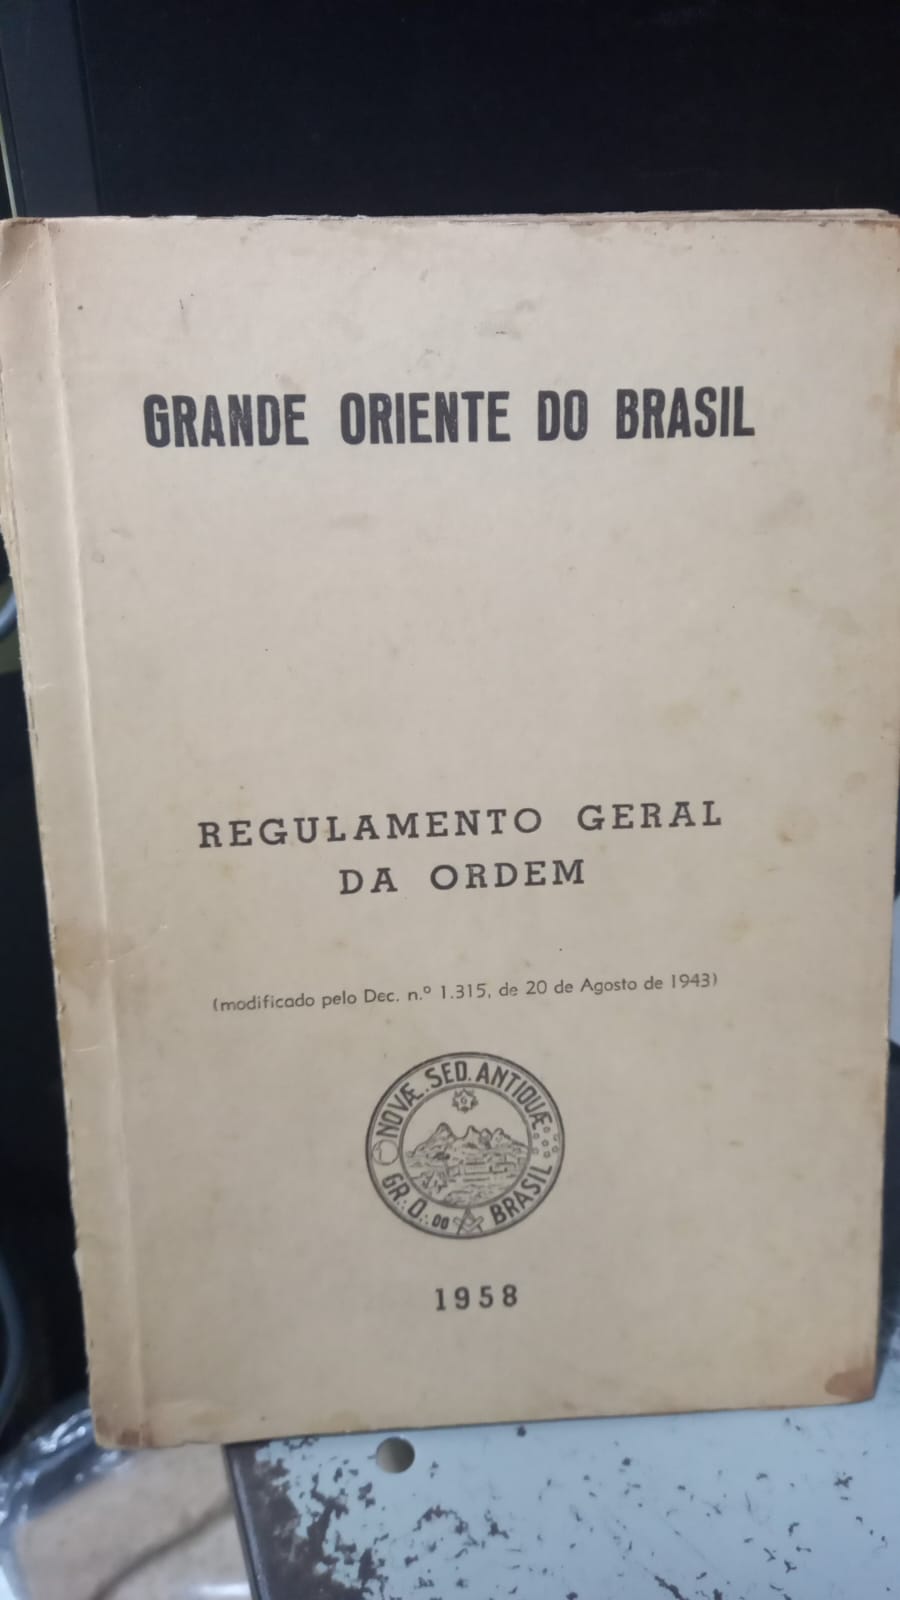 GRANDE ORIENTE DO BRASIL
REGULAMENTO GERAL
DA ORDEM
(modificado pelo Dec. n.º 1.315, de 20 de Agosto de 1943)
NOVÆ. SED. ANTIQUÆ
GR∴ O∴ DO BRASIL
G
1958